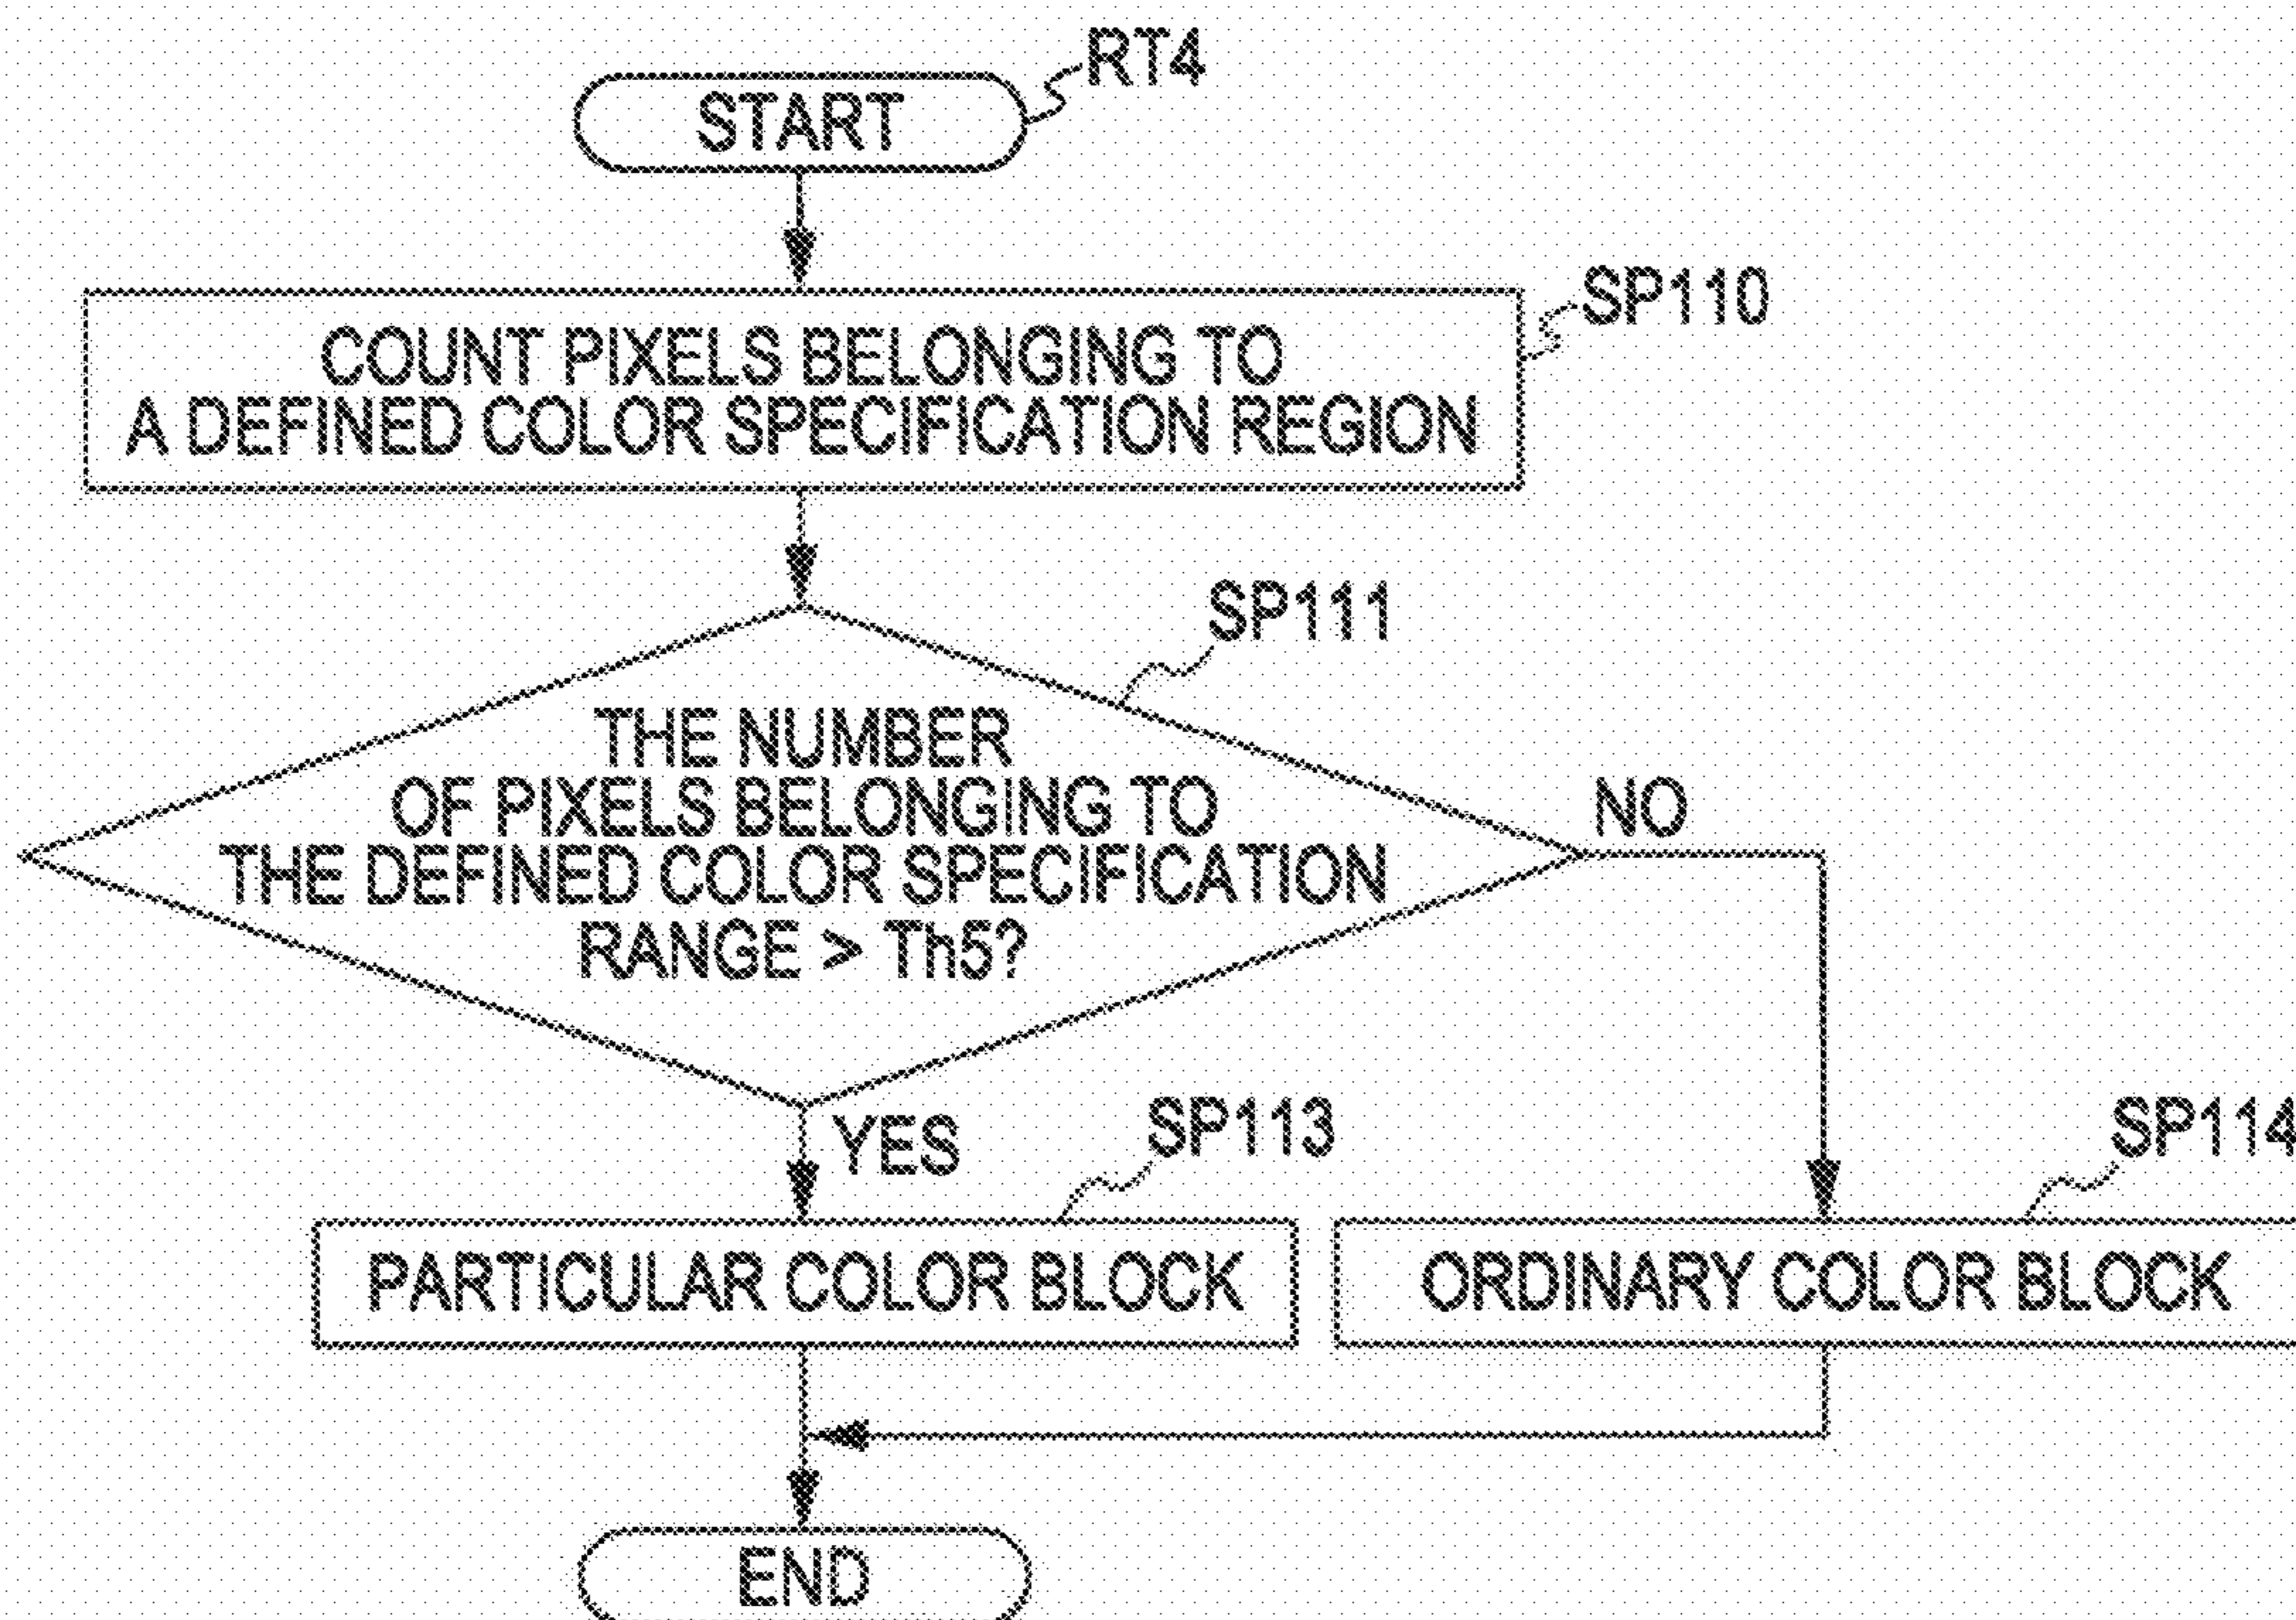 RT4
START
SP110
COUNT PIXELS BELONGING TO
A DEFINED COLOR SPECIFICATION REGION
SP111
THE NUMBER
OF PIXELS BELONGING TO
THE DEFINED COLOR SPECIFICATION
RANGE > Th5?
NO
YES
SP113
SP114
PARTICULAR COLOR BLOCK
ORDINARY COLOR BLOCK
END